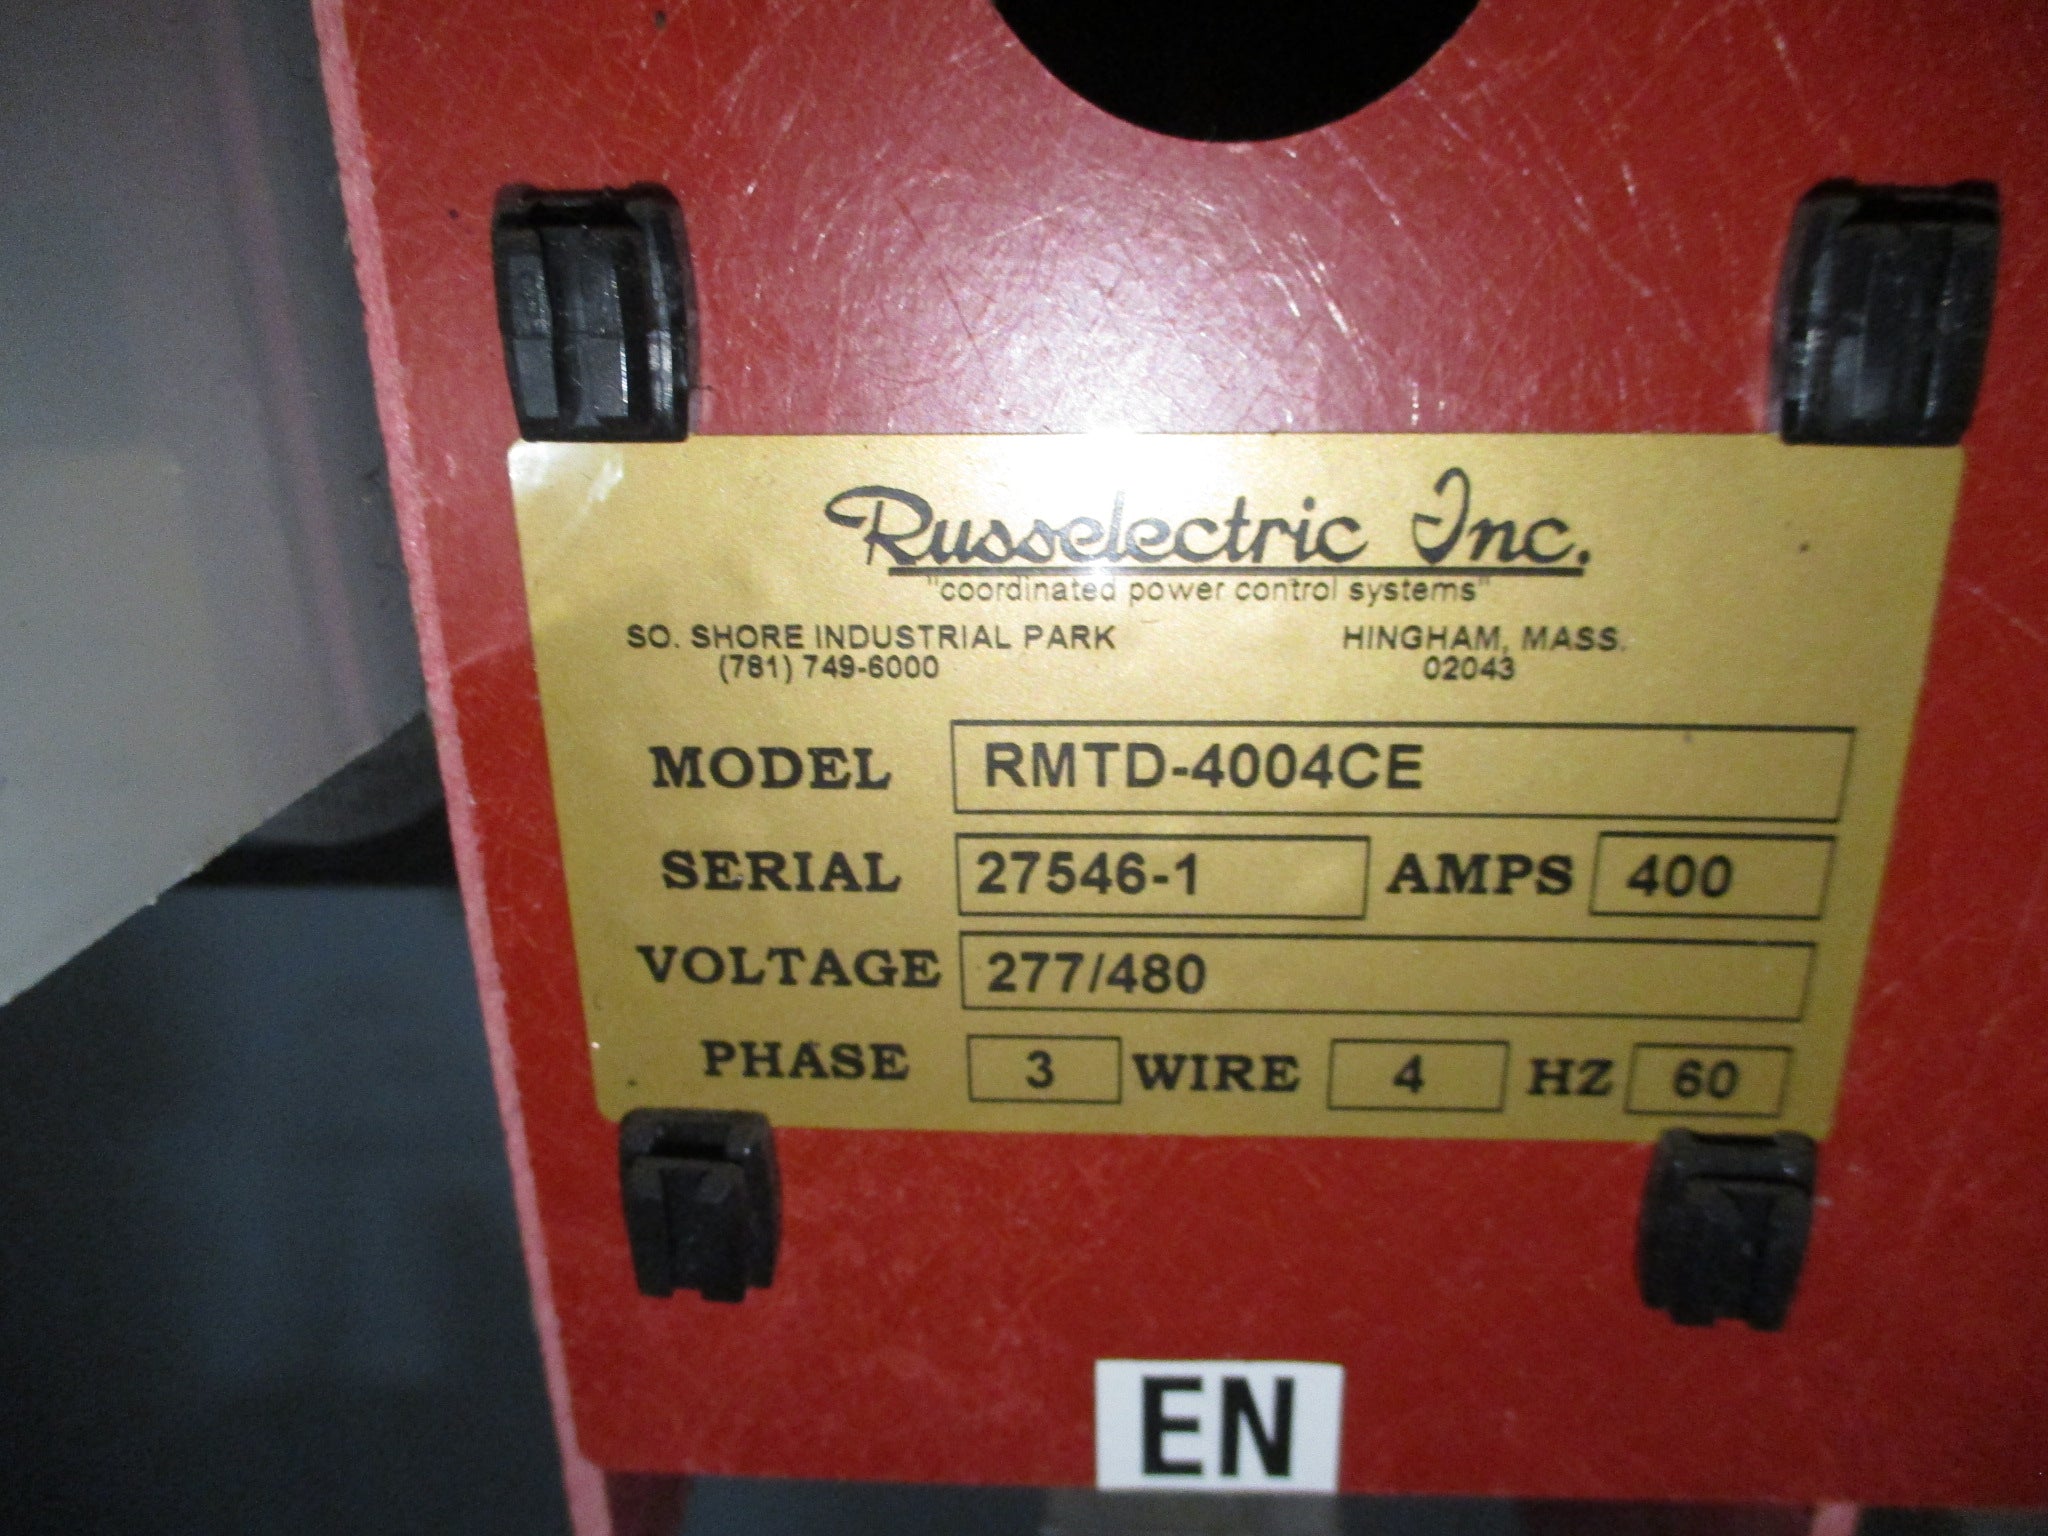 Russelectric Inc.
"coordinated power control systems"
SO. SHORE INDUSTRIAL PARK HINGHAM, MASS.
(781) 749-6000 02043
MODEL RMTD-4004CE
SERIAL 27546-1 AMPS 400
VOLTAGE 277/480
PHASE 3 WIRE 4 HZ 60
EN